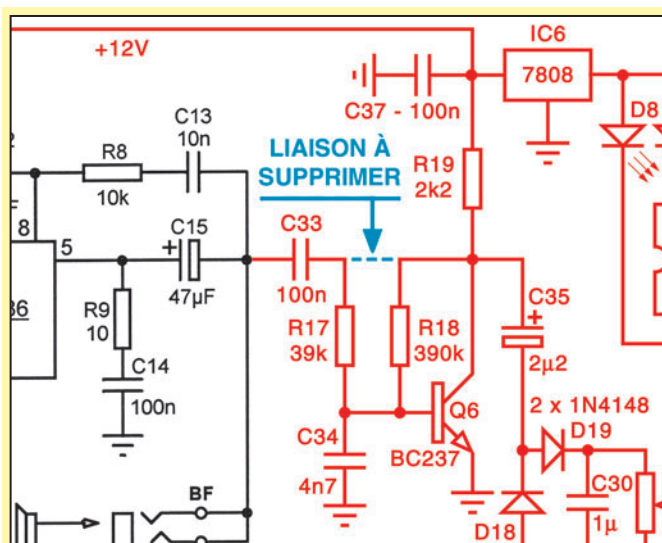 +12V
IC6
7808
C37 - 100n
D8
C13
10n
R8
10k
LIAISON À
SUPPRIMER
R19
2k2
8
5
C15
+
47µF
C33
100n
R9
10
R17
39k
R18
390k
C35
+
2µ2
C14
100n
Q6
BC237
2 x 1N4148
D19
C34
4n7
C30
1µ
D18
BF